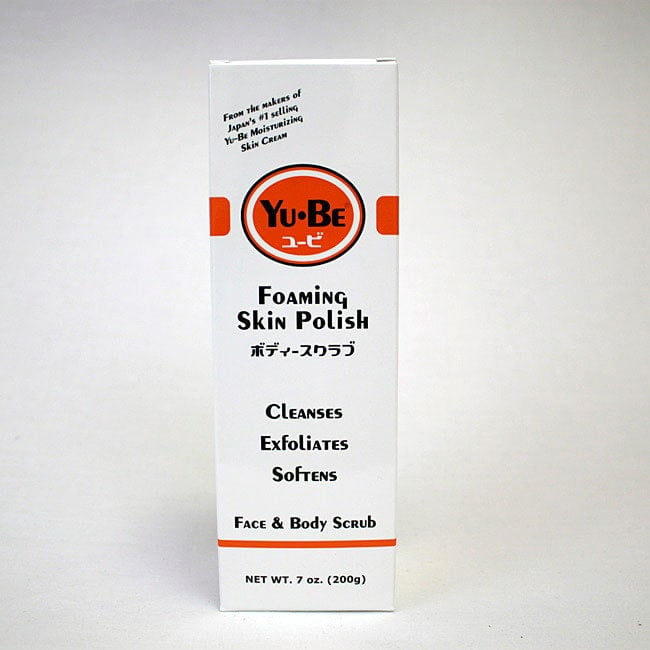 From the makers of
Japan's #1 selling
Yu-Be Moisturizing
Skin Cream
Yu•Be®
ユービ
Foaming
Skin Polish
ボディースクラブ
Cleanses
Exfoliates
Softens
Face & Body Scrub
NET WT. 7 oz. (200g)